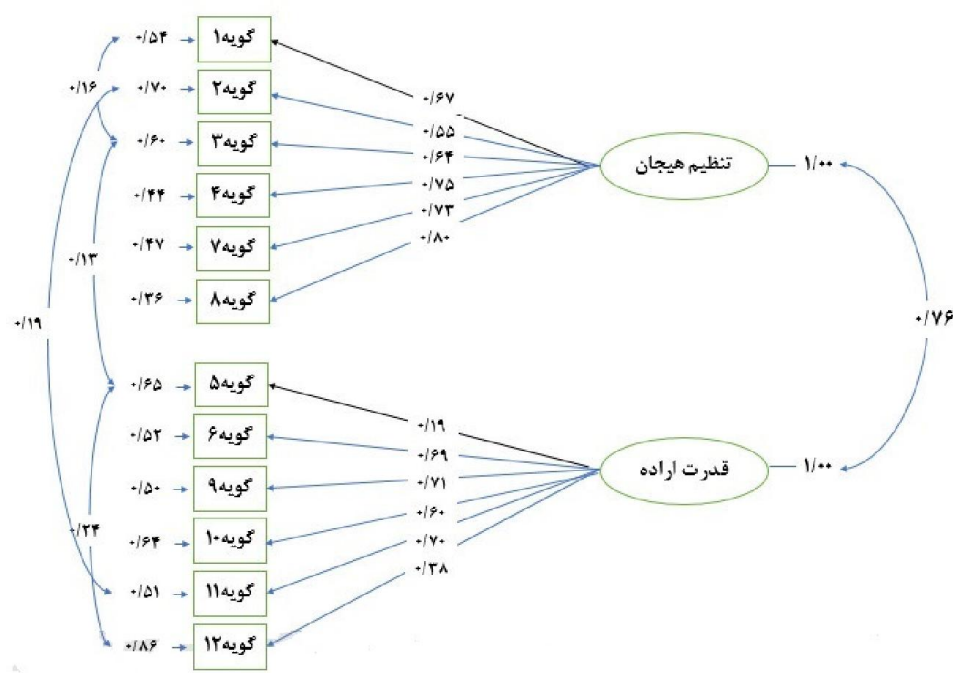 گویه۱
۰/۵۴
گویه۲
۰/۷۰
۰/۱۶
۰/۶۷
گویه۳
۰/۶۰
۰/۵۵
۰/۶۴
تنظیم هیجان
۱/۰۰
گویه۴
۰/۴۴
۰/۷۵
گویه۷
۰/۴۷
۰/۷۳
۰/۱۳
۰/۸۰
گویه۸
۰/۳۶
۰/۱۹
۰/۷۶
گویه۵
۰/۶۵
۰/۱۹
گویه۶
۰/۵۲
۰/۶۹
قدرت اراده
۱/۰۰
گویه۹
۰/۵۰
۰/۷۱
۰/۶۰
گویه۱۰
۰/۶۴
۰/۲۴
۰/۷۰
۰/۳۸
گویه۱۱
۰/۵۱
گویه۱۲
۰/۸۶